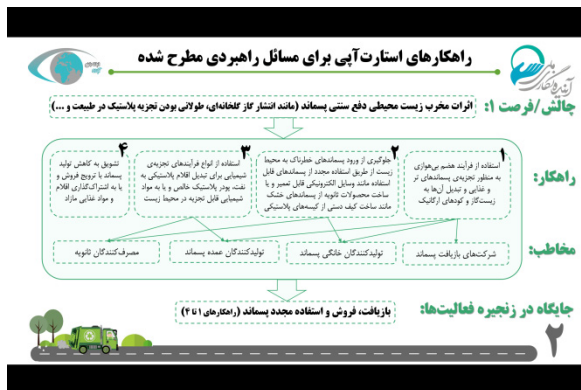 راهکارهای استارت‌آپی برای مسائل راهبردی مطرح شده
چالش/فرصت ۱:
اثرات مخرب زیست محیطی دفع سنتی پسماند (مانند انتشار گاز گلخانه‌ای، طولانی بودن تجزیه پلاستیک در طبیعت و ...)
راهکار:
۱
استفاده از فرآیند هضم بی‌هوازی
به منظور تجزیه‌ی پسماندهای تر
و غذایی و تبدیل آن‌ها به
زیست‌گاز و کودهای ارگانیک
۲
جلوگیری از ورود پسماندهای خطرناک به محیط
زیست از طریق استفاده مجدد از پسماندهای قابل
استفاده مانند وسایل الکترونیکی قابل تعمیر و یا
ساخت محصولات ثانویه از پسماندهای خشک
مانند ساخت کیف دستی از کیسه‌های پلاستیکی
۳
استفاده از انواع فرآیندهای تجزیه‌ی
شیمیایی برای تبدیل اقلام پلاستیکی به
نفت، پودر پلاستیک خالص و یا به مواد
شیمیایی قابل تجزیه در محیط زیست
۴
تشویق به کاهش تولید
پسماند با ترویج فروش و
یا به اشتراک‌گذاری اقلام
و مواد غذایی مازاد
مخاطب:
شرکت‌های بازیافت پسماند
تولیدکنندگان خانگی پسماند
تولیدکنندگان عمده پسماند
مصرف‌کنندگان ثانویه
جایگاه در زنجیره فعالیت‌ها:
بازیافت، فروش و استفاده مجدد پسماند (راهکارهای ۱ تا ۴)
۲